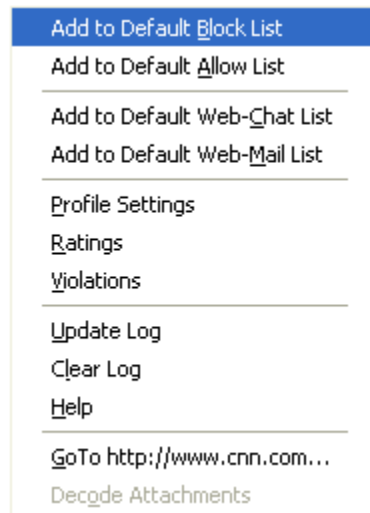 Add to Default Block List
Add to Default Allow List
Add to Default Web-Chat List
Add to Default Web-Mail List
Profile Settings
Ratings
Violations
Update Log
Clear Log
Help
GoTo http://www.cnn.com...
Decode Attachments